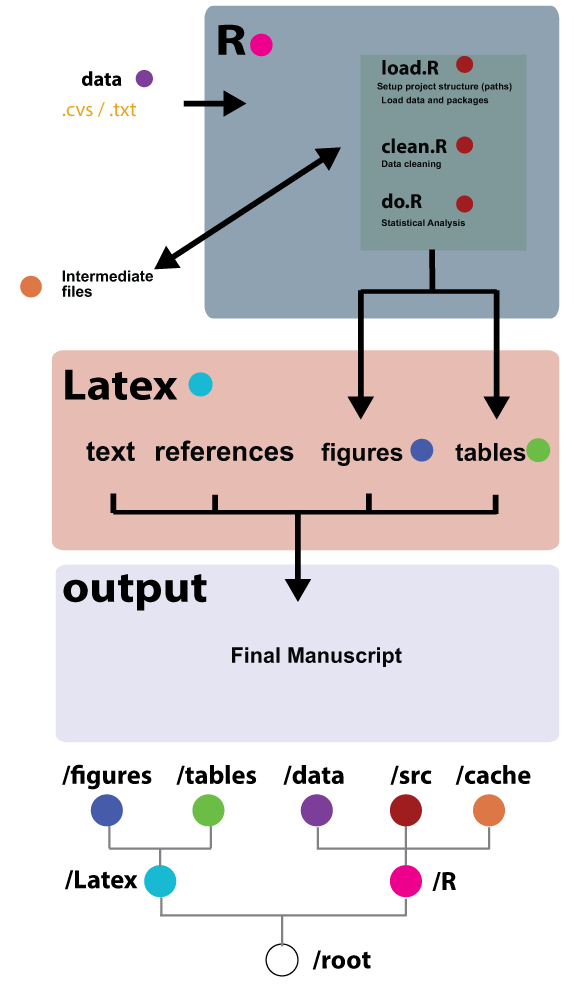 R
data
.cvs / .txt
load.R
Setup project structure (paths)
Load data and packages
clean.R
Data cleaning
do.R
Statistical Analysis
Intermediate
files
Latex
text references figures tables
output
Final Manuscript
/figures /tables /data /src /cache
/Latex /R
/root